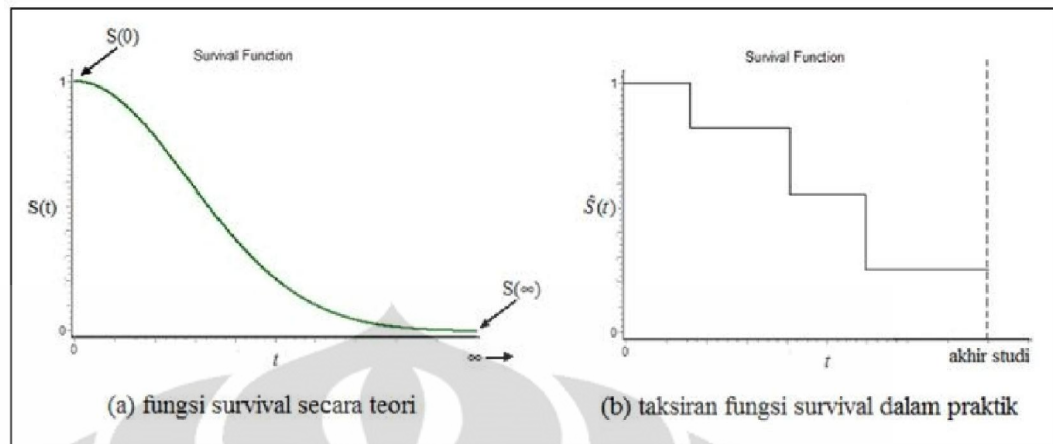 S(0)
Survival Function
1
S(t)
S(∞)
0
0
t
∞
(a) fungsi survival secara teori
Survival Function
1
Ŝ(t)
0
0
t
akhir studi
(b) taksiran fungsi survival dalam praktik